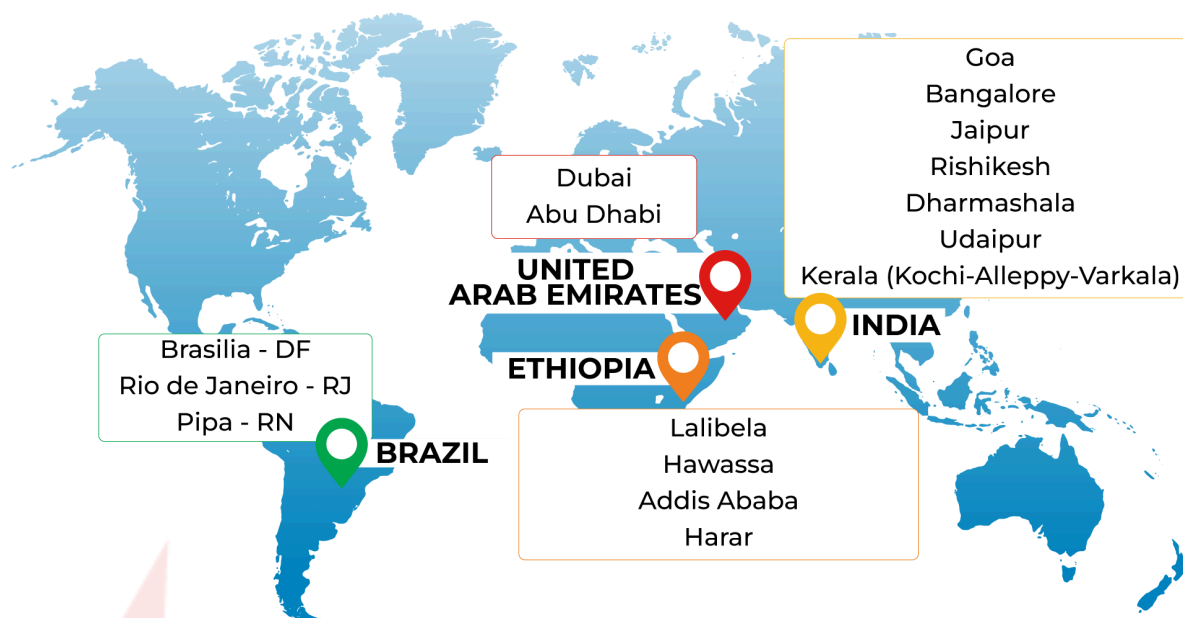 Goa
Bangalore
Jaipur
Rishikesh
Dharmashala
Udaipur
Kerala (Kochi-Alleppy-Varkala)
Dubai
Abu Dhabi
UNITED
ARAB EMIRATES
INDIA
ETHIOPIA
Lalibela
Hawassa
Addis Ababa
Harar
Brasilia - DF
Rio de Janeiro - RJ
Pipa - RN
BRAZIL